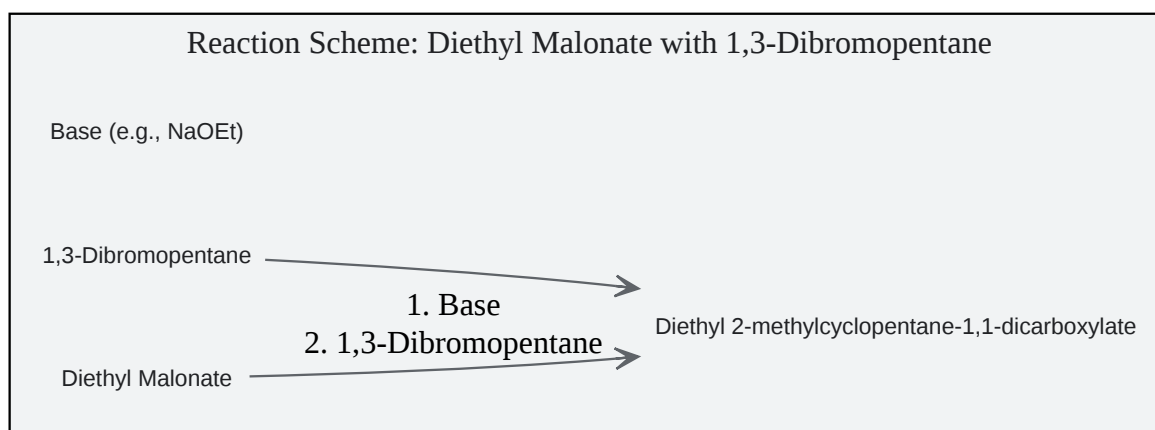 Reaction Scheme: Diethyl Malonate with 1,3-Dibromopentane
Base (e.g., NaOEt)
1,3-Dibromopentane
1. Base
2. 1,3-Dibromopentane
Diethyl 2-methylcyclopentane-1,1-dicarboxylate
Diethyl Malonate